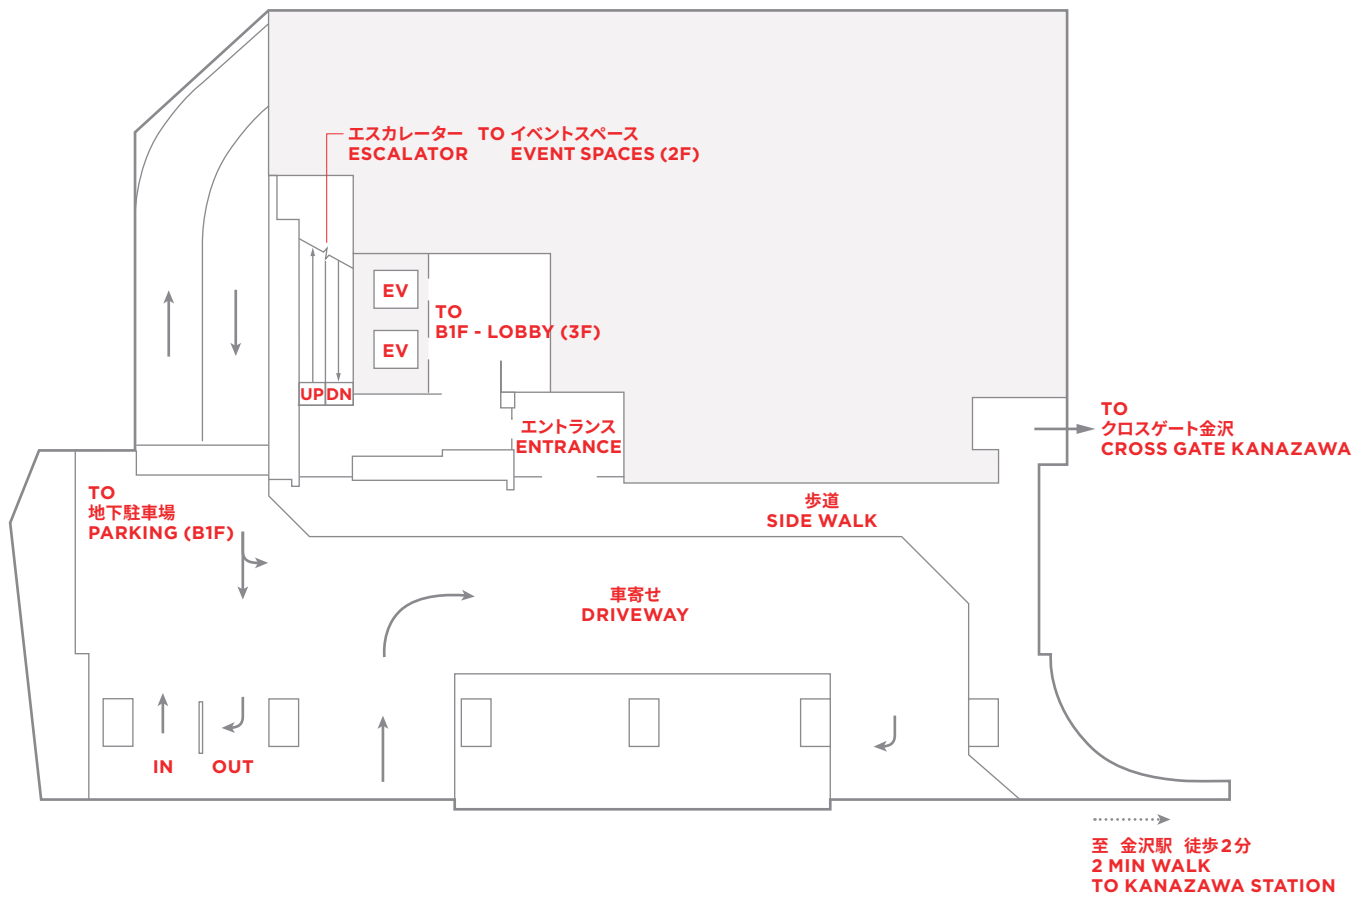 エスカレーター TO イベントスペース
ESCALATOR EVENT SPACES (2F)
EV
TO
B1F - LOBBY (3F)
EV
UP DN
エントランス
ENTRANCE
TO
クロスゲート金沢
CROSS GATE KANAZAWA
TO
地下駐車場
PARKING (B1F)
歩道
SIDE WALK
車寄せ
DRIVEWAY
IN OUT
至 金沢駅 徒歩2分
2 MIN WALK
TO KANAZAWA STATION